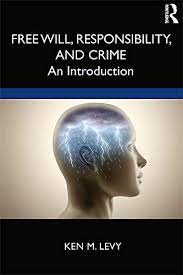 FREE WILL, RESPONSIBILITY,
AND CRIME
An Introduction
KEN M. LEVY